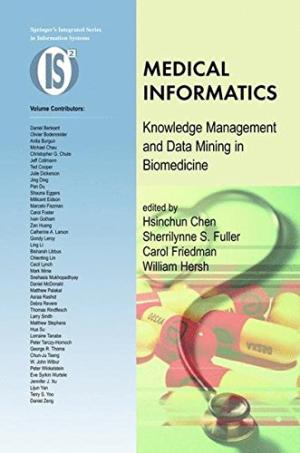 Springer's Integrated Series
in Information Systems
IS
2
Volume Contributors:
Daniel Berleant
Olivier Bodenreider
Anita Burgun
Michael Chau
Christopher G. Chute
Jeff Collmann
Ted Cooper
Julie Dickerson
Jing Ding
Pan Du
Shauna Eggers
Millicent Eidson
Marcelo Fiszman
Carol Foster
Ivan Gotham
Zan Huang
Catherine A. Larson
Gondy Leroy
Ling Li
Bisharah Libbus
Chienting Lin
Cecil Lynch
Mark Minie
Snehasis Mukhopadhyay
Daniel McDonald
Matthew Palakal
Debra Revere
Thomas Rindflesch
Larry Smith
Matthew Stephens
Hua Su
Lorraine Tanabe
Peter Tarczy-Hornoch
George R. Thoma
Chun-Ju Tseng
W. John Wilbur
Peter Winkelstein
Eve Syrkin Wurtele
Jennifer J. Xu
Lijun Yan
Terry S. Yoo
Daniel Zeng
MEDICAL
INFORMATICS
Knowledge Management
and Data Mining in
Biomedicine
edited by
Hsinchun Chen
Sherrilynne S. Fuller
Carol Friedman
William Hersh